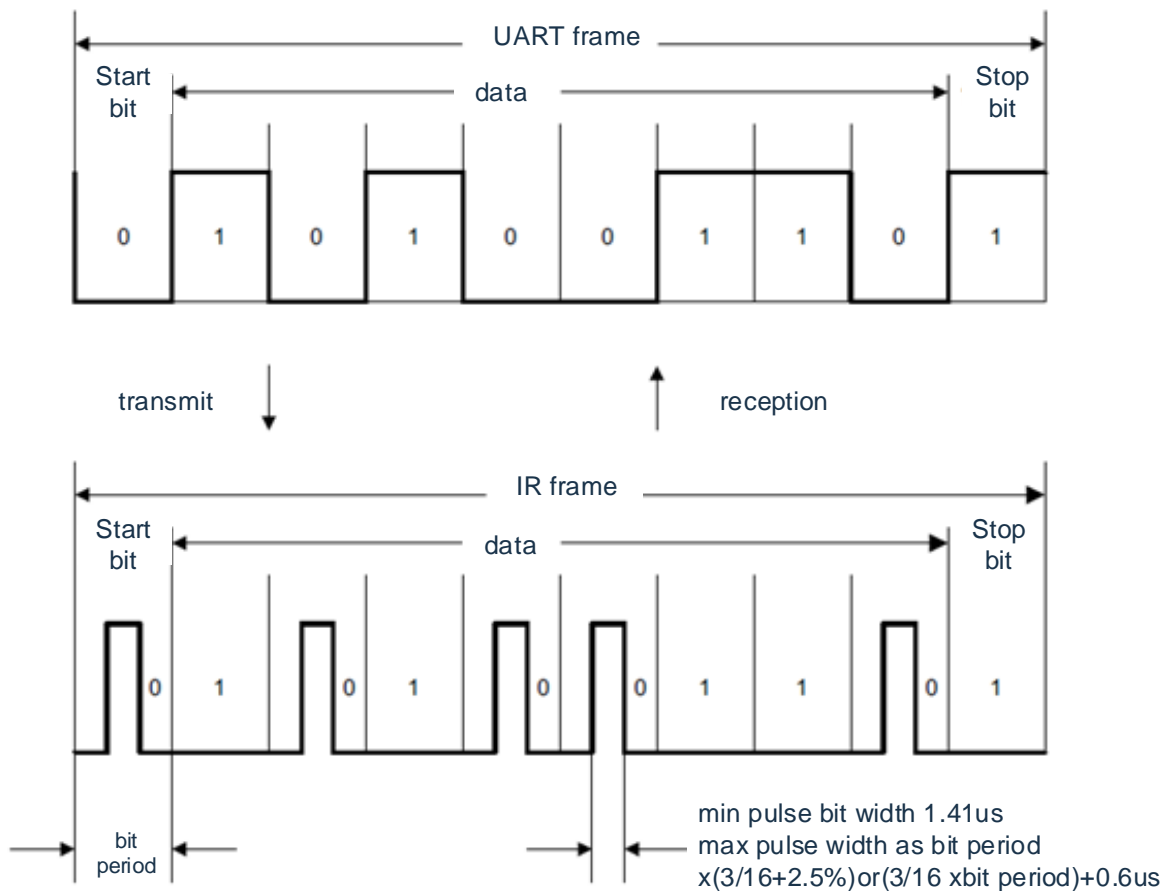 UART frame
Start
bit
data
Stop
bit
0 1 0 1 0 0 1 1 0 1
transmit
reception
IR frame
Start
bit
data
Stop
bit
0 1 0 1 0 0 1 1 0 1
bit
period
min pulse bit width 1.41us
max pulse width as bit period
x(3/16+2.5%)or(3/16 xbit period)+0.6us